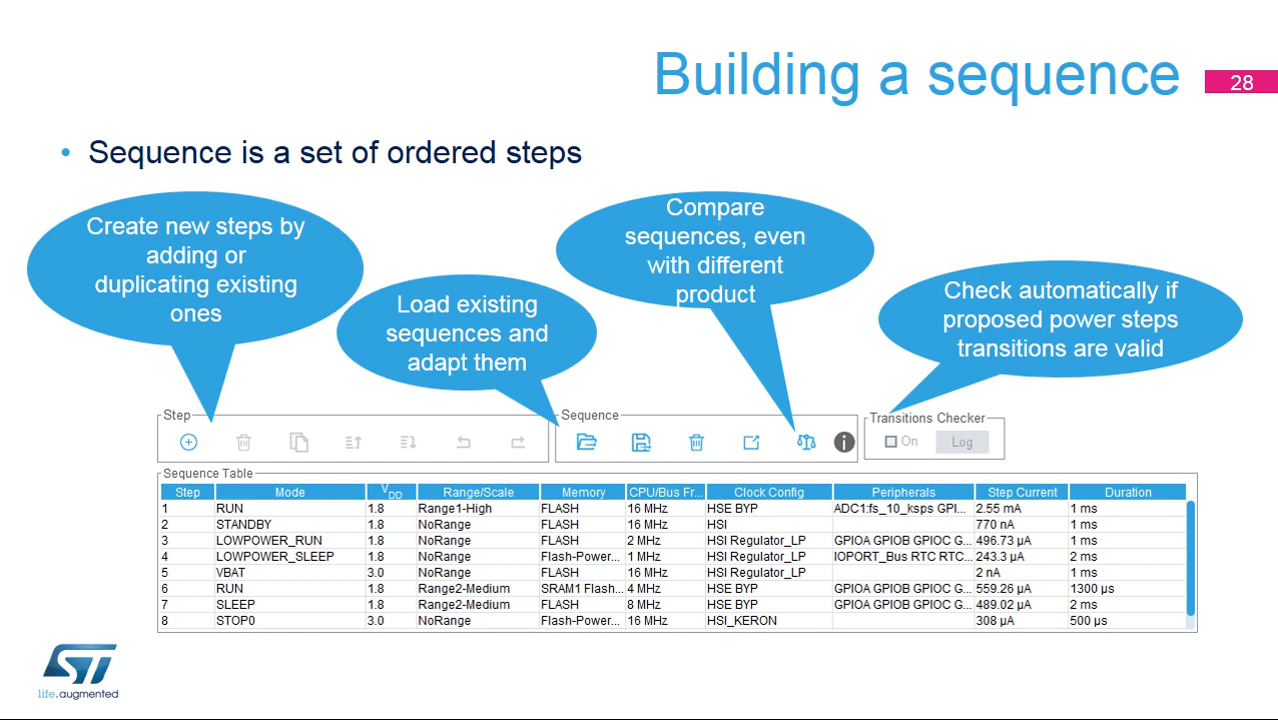 Building a sequence
28
• Sequence is a set of ordered steps
Create new steps by
adding or
duplicating existing
ones
Load existing
sequences and
adapt them
Compare
sequences, even
with different
product
Check automatically if
proposed power steps
transitions are valid
Step
Sequence
Transitions Checker
On
Log
Sequence Table
Step Mode VDD Range/Scale Memory CPU/Bus Fr... Clock Config Peripherals Step Current Duration
1 RUN 1.8 Range1-High FLASH 16 MHz HSE BYP ADC1:fs_10_ksps GPI... 2.55 mA 1 ms
2 STANDBY 1.8 NoRange FLASH 16 MHz HSI 770 nA 1 ms
3 LOWPOWER_RUN 1.8 NoRange FLASH 2 MHz HSI Regulator_LP GPIOA GPIOB GPIOC G... 496.73 µA 1 ms
4 LOWPOWER_SLEEP 1.8 NoRange Flash-Power... 1 MHz HSI Regulator_LP IOPORT_Bus RTC RTC... 243.3 µA 2 ms
5 VBAT 3.0 NoRange FLASH 16 MHz HSI Regulator_LP 2 nA 1 ms
6 RUN 1.8 Range2-Medium SRAM1 Flash... 4 MHz HSE BYP GPIOA GPIOB GPIOC G... 559.26 µA 1300 µs
7 SLEEP 1.8 Range2-Medium FLASH 8 MHz HSE BYP GPIOA GPIOB GPIOC G... 489.02 µA 2 ms
8 STOP0 3.0 NoRange Flash-Power... 16 MHz HSI_KERON 308 µA 500 µs
ST
life.augmented